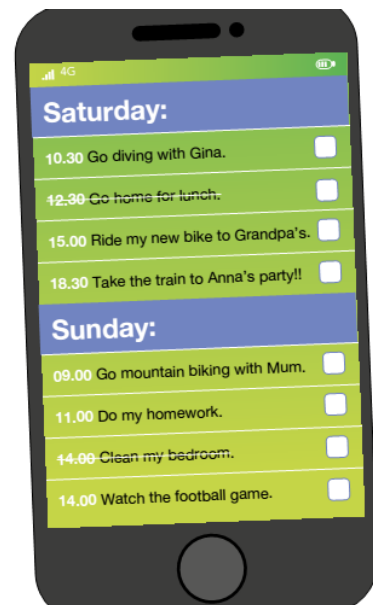 4G
Saturday:
10.30 Go diving with Gina.
12.30 Go home for lunch.
15.00 Ride my new bike to Grandpa's.
18.30 Take the train to Anna's party!!
Sunday:
09.00 Go mountain biking with Mum.
11.00 Do my homework.
14.00 Clean my bedroom.
14.00 Watch the football game.